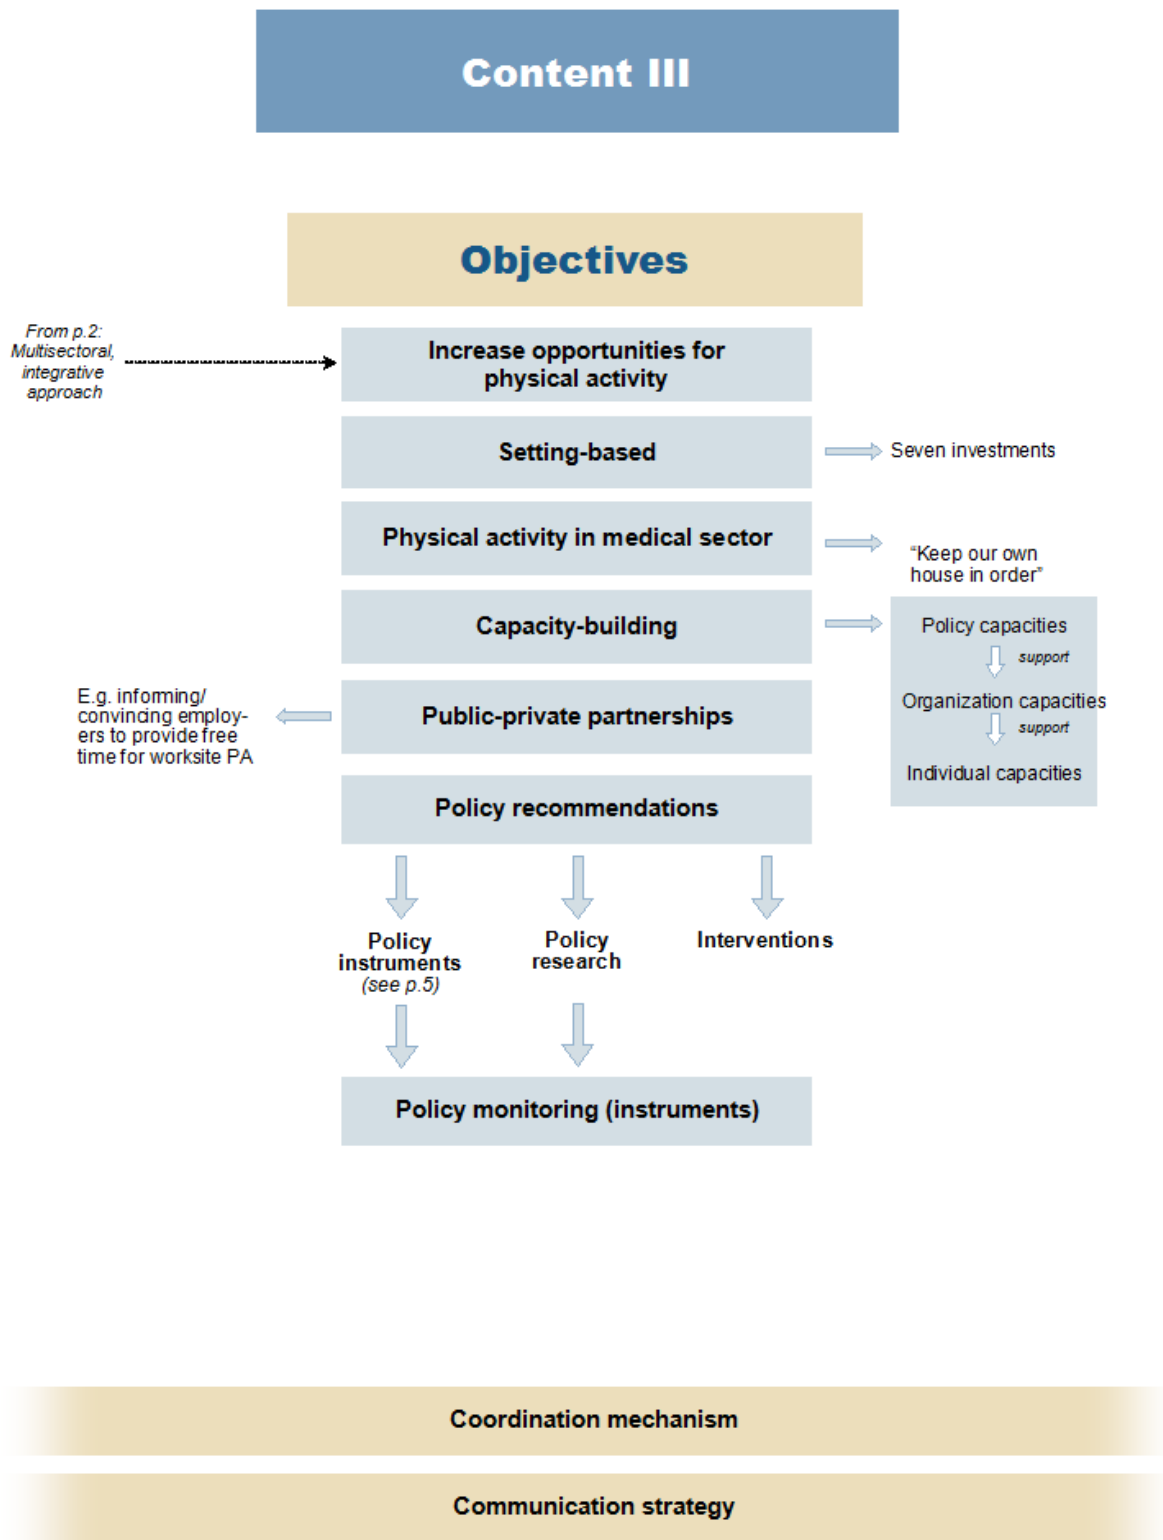 Content III
Objectives
From p.2:
Multisectoral,
integrative
approach
Increase opportunities for
physical activity
Setting-based
Seven investments
Physical activity in medical sector
“Keep our own
house in order”
Capacity-building
Policy capacities
support
Organization capacities
support
Individual capacities
E.g. informing/
convincing employ-
ers to provide free
time for worksite PA
Public-private partnerships
Policy recommendations
Policy
instruments
(see p.5)
Policy
research
Interventions
Policy monitoring (instruments)
Coordination mechanism
Communication strategy